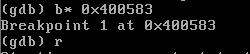 (gdb) b* 0x400583
Breakpoint 1 at 0x400583
(gdb) r